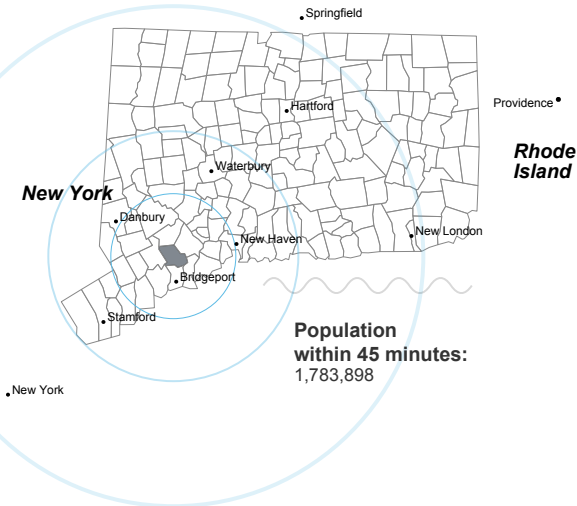 Springfield
Providence
Hartford
Rhode
Island
Waterbury
New York
Danbury
New London
New Haven
Bridgeport
Stamford
Population
within 45 minutes:
1,783,898
New York